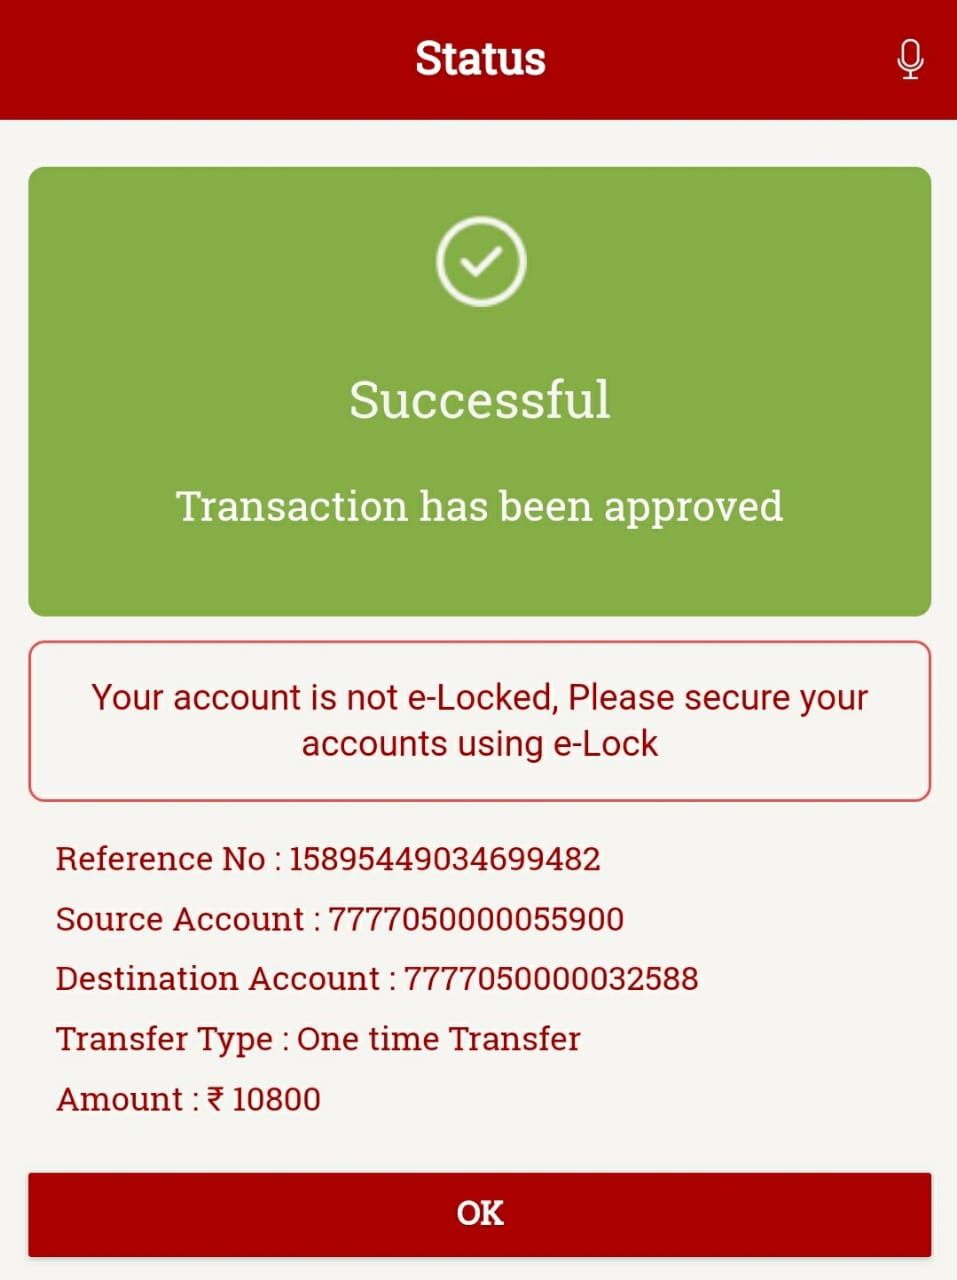 Status
Successful
Transaction has been approved
Your account is not e-Locked, Please secure your
accounts using e-Lock
Reference No : 15895449034699482
Source Account : 7777050000055900
Destination Account : 7777050000032588
Transfer Type : One time Transfer
Amount : ₹ 10800
OK